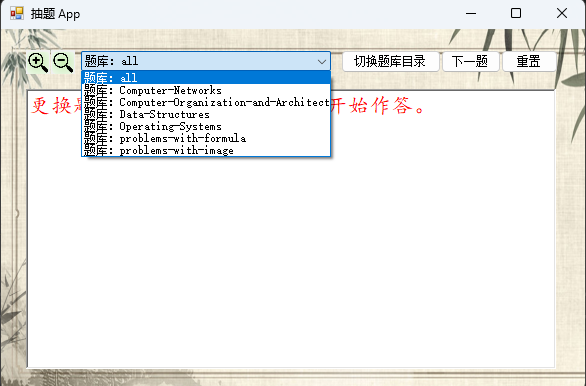 抽题 App
题库: all
切换题库目录
下一题
重置
题库: all
题库: Computer-Networks
题库: Computer-Organization-and-Architect
题库: Data-Structures
题库: Operating-Systems
题库: problems-with-formula
题库: problems-with-image
更换 开始作答。